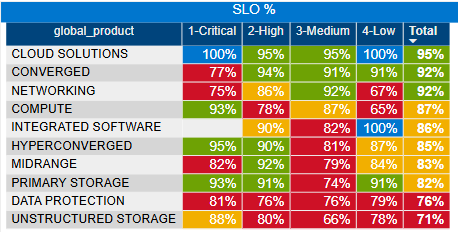 SLO %
global_product 1-Critical 2-High 3-Medium 4-Low Total
CLOUD SOLUTIONS 100% 95% 95% 100% 95%
CONVERGED 77% 94% 91% 91% 92%
NETWORKING 75% 86% 92% 67% 92%
COMPUTE 93% 78% 87% 65% 87%
INTEGRATED SOFTWARE 90% 82% 100% 86%
HYPERCONVERGED 95% 90% 81% 87% 85%
MIDRANGE 82% 92% 79% 84% 83%
PRIMARY STORAGE 93% 91% 74% 91% 82%
DATA PROTECTION 81% 76% 76% 79% 76%
UNSTRUCTURED STORAGE 88% 80% 66% 78% 71%